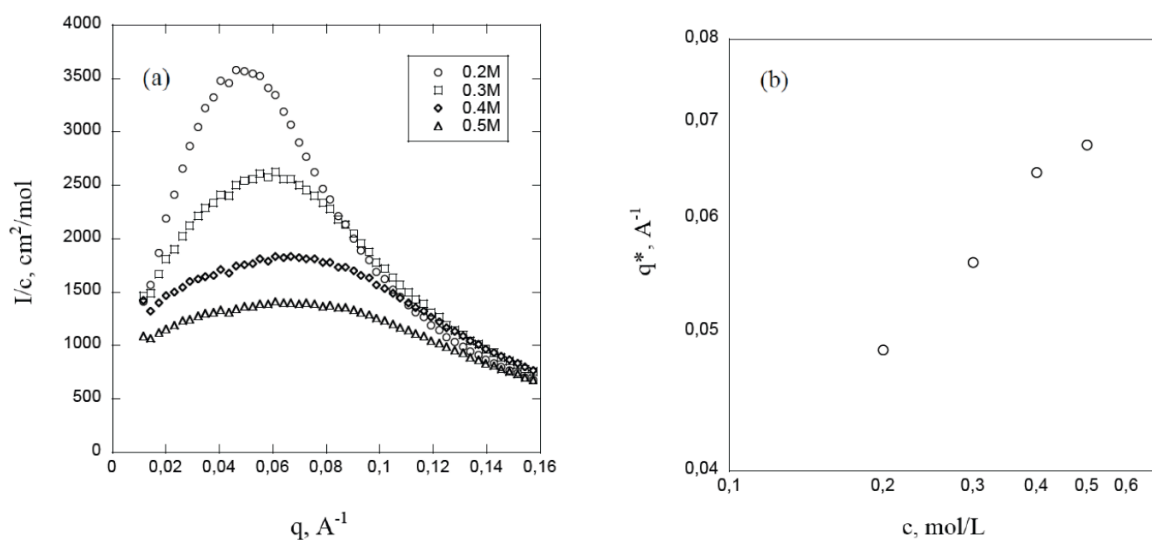 (a)
0.2M
0.3M
0.4M
0.5M
I/c, cm²/mol
4000
3500
3000
2500
2000
1500
1000
500
0
0 0,02 0,04 0,06 0,08 0,1 0,12 0,14 0,16
q, A⁻¹
(b)
q*, A⁻¹
0,08
0,07
0,06
0,05
0,04
0,1 0,2 0,3 0,4 0,5 0,6
c, mol/L